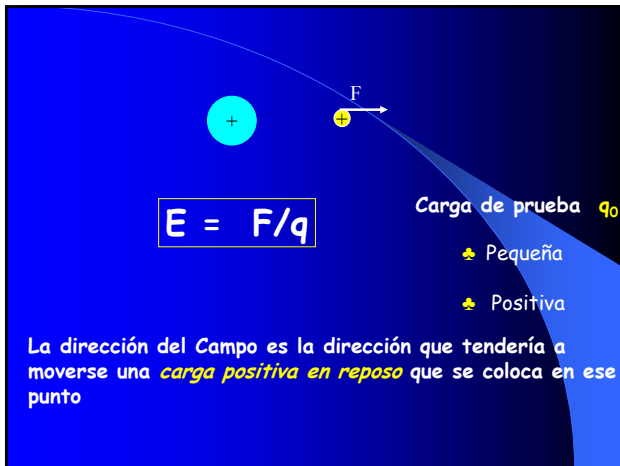 F
+ +
E = F/q
Carga de prueba q₀
♣ Pequeña
♣ Positiva
La dirección del Campo es la dirección que tendería a
moverse una carga positiva en reposo que se coloca en ese
punto